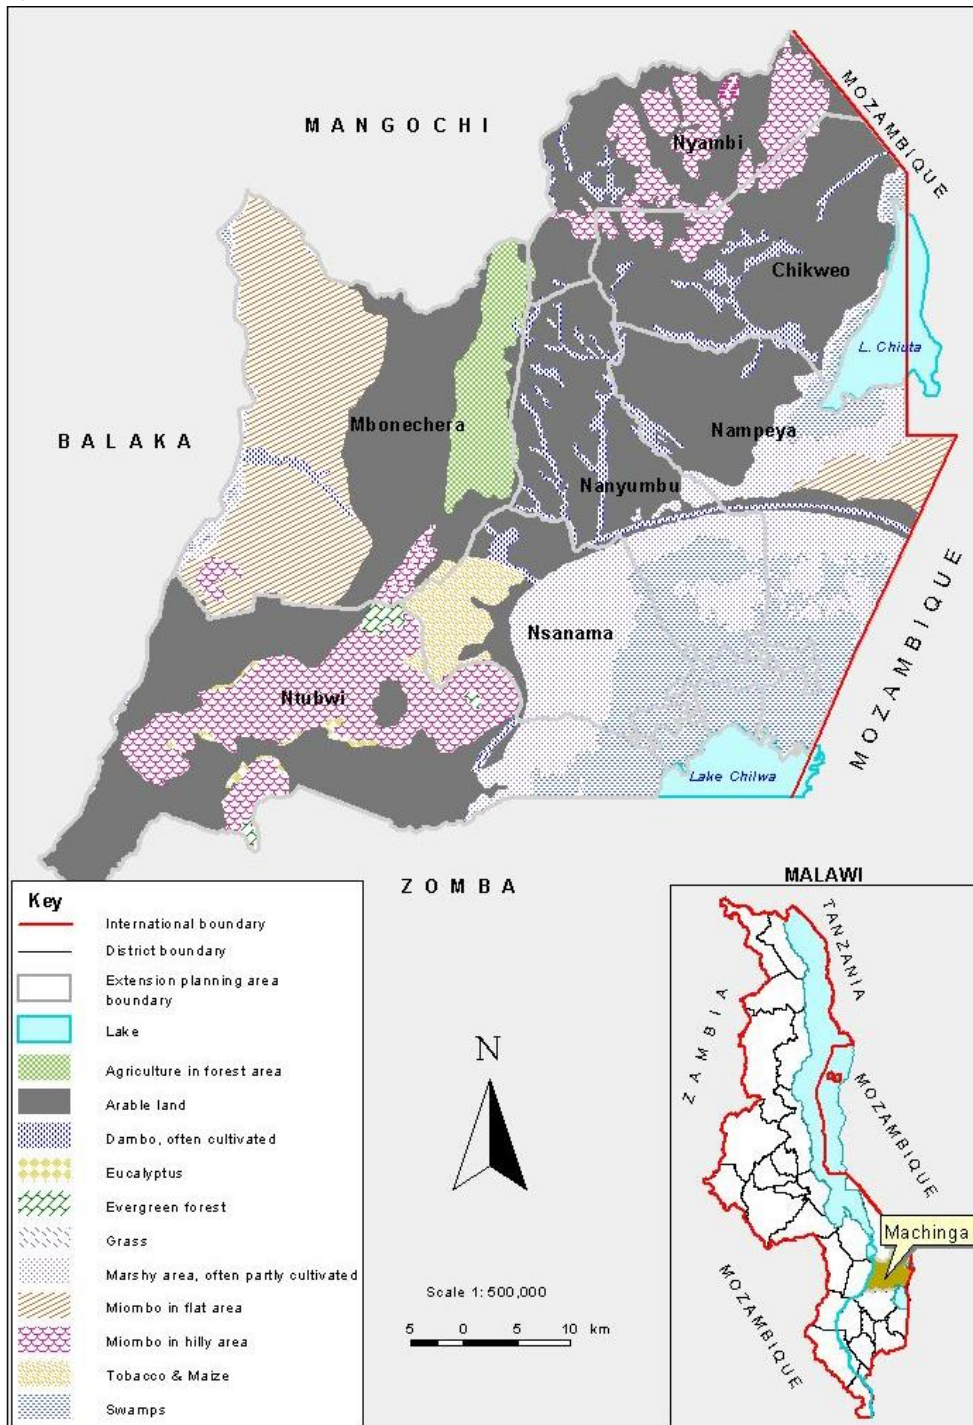 MOZAMBIQUE
MANGOCHI
Nyambi
Chikweo
L. Chiuta
Mbonechera
BALAKA
Nampeya
Nanyumbu
MOZAMBIQUE
Nsanama
Ntubwi
Lake Chilwa
ZOMBA
Key
International boundary
District boundary
Extension planning area
boundary
Lake
Agriculture in forest area
Arable land
Dambo, often cultivated
Eucalyptus
Evergreen forest
Grass
Marshy area, often partly cultivated
Miombo in flat area
Miombo in hilly area
Tobacco & Maize
Swamps
N
Scale 1: 500,000
5 0 5 10 km
MALAWI
TANZANIA
ZAMBIA
MOZAMBIQUE
Machinga
MOZAMBIQUE